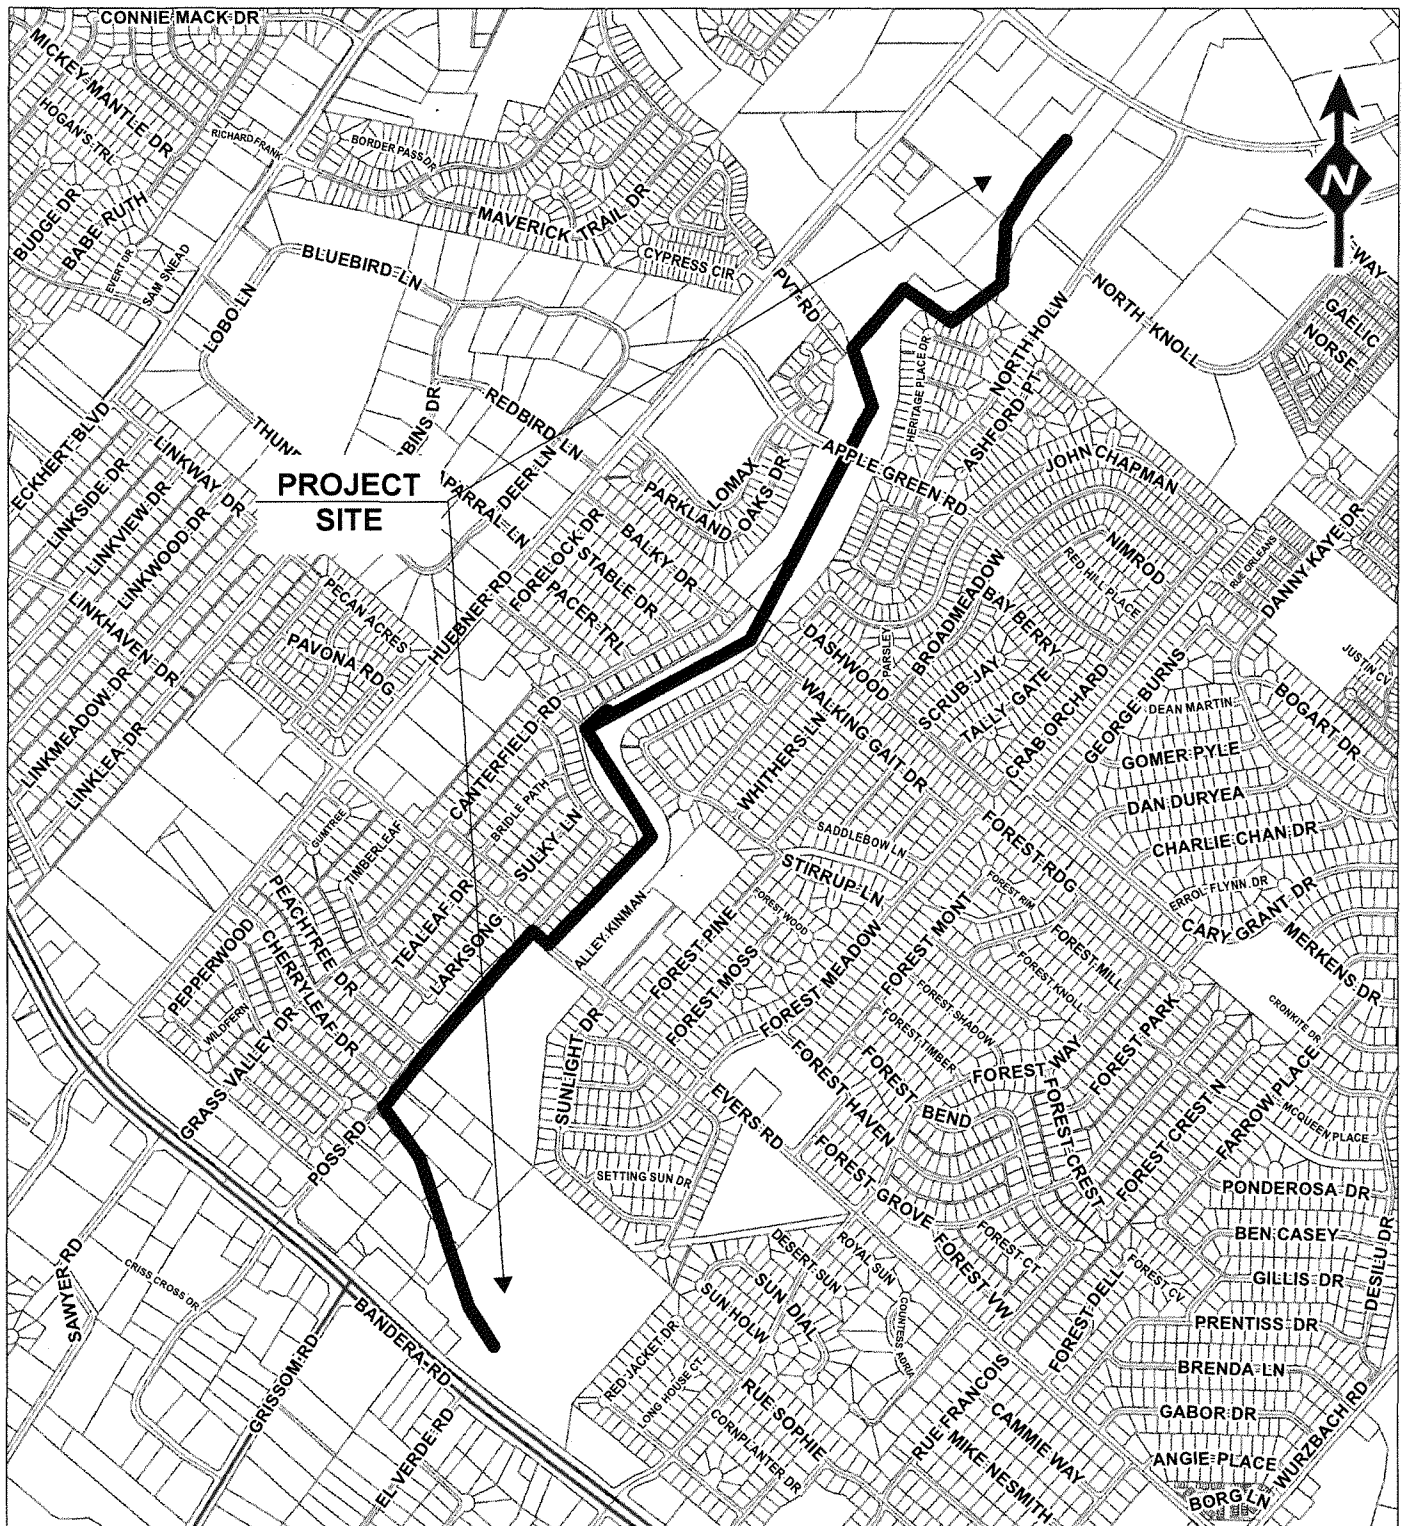 CONNIE MACK DR
MICKEY MANTLE DR
HOGAN'S TRL
RICHARD FRANK
BORDER PASS DR
BUDGE DR
BABE RUTH
EVERT DR
SAM SNEAD
MAVERICK TRAIL DR
CYPRESS CIR
N
BLUEBIRD LN
LOBO LN
PVT RD
NORTH HOLW
NORTH KNOLL
WAY
GAELIC
NORSE
HERITAGE PLACE DR
ASHFORD PT
ECKHERT BLVD
REDBIRD LN
BINS DR
THUN
LINKWAY DR
LINKSIDE DR
LINKVIEW DR
LINKWOOD DR
PROJECT
SITE
APARRAL LN
DEER LN
PARKLAND
LOMAX
OAKS DR
APPLE GREEN RD
JOHN CHAPMAN
NIMROD
RED HILL PLACE
RUE ORLEANS
DANNY KAYE DR
BALKY DR
FORELOCK DR
STABLE DR
PACER TRL
HUEBNER RD
PECAN ACRES
PAVONA RDG
LINKHAVEN DR
LINKMEADOW DR
LINKLEA DR
DASHWOOD
PARSLEY
BROADMEADOW
BAY BERRY
SCRUB JAY
TALLY GATE
CRAB ORCHARD
GEORGE BURNS
JUSTIN CV
BOGART DR
DEAN MARTIN
GOMER PYLE
DAN DURYEA
CHARLIE CHAN DR
WALKING GAIT DR
WHITHERS LN
CANTERFIELD RD
BRIDLE PATH
SULKY LN
GUMTREE
TIMBERLEAF
SADDLEBOW LN
STIRRUP LN
FOREST RDG
ERROL FLYNN DR
CARY GRANT DR
MERKENS DR
PEACHTREE DR
CHERRYLEAF DR
TEALEAF DR
LARKSONG
PEPPERWOOD
WILDFERN
GRASS VALLEY DR
ALLEY KINMAN
FOREST PINE
FOREST MOSS
FOREST WOOD
FOREST MEADOW
FOREST MONT
FOREST RIM
FOREST MILL
FOREST KNOLL
FOREST SHADOW
FOREST TIMBER
FOREST PARK
CRONKITE DR
SUNLIGHT DR
FOREST HAVEN
FOREST
BEND
FOREST WAY
FOREST CREST
FOREST CREST N
FARROW PLACE
MCQUEEN PLACE
POSS RD
EVERS RD
SETTING SUN DR
FOREST GROVE
FOREST CT
FOREST VW
FOREST CV
FOREST DELL
PONDEROSA DR
BEN CASEY
GILLIS DR
PRENTISS DR
DESILU DR
BRENDA LN
GABOR DR
ANGIE PLACE
BORG LN
WURZBACH RD
SAWYER RD
CRISS CROSS DR
GRISSOM RD
BANDERA RD
EL VERDE RD
DESERT SUN
ROYAL SUN
SUN DIAL
SUN HOLW
COUNTESS ADRIA
RED JACKET DR
LONG HOUSE CT
CORNPLANTER DR
RUE SOPHIE
RUE FRANCOIS
CAMMIE WAY
MIKE NESMITH